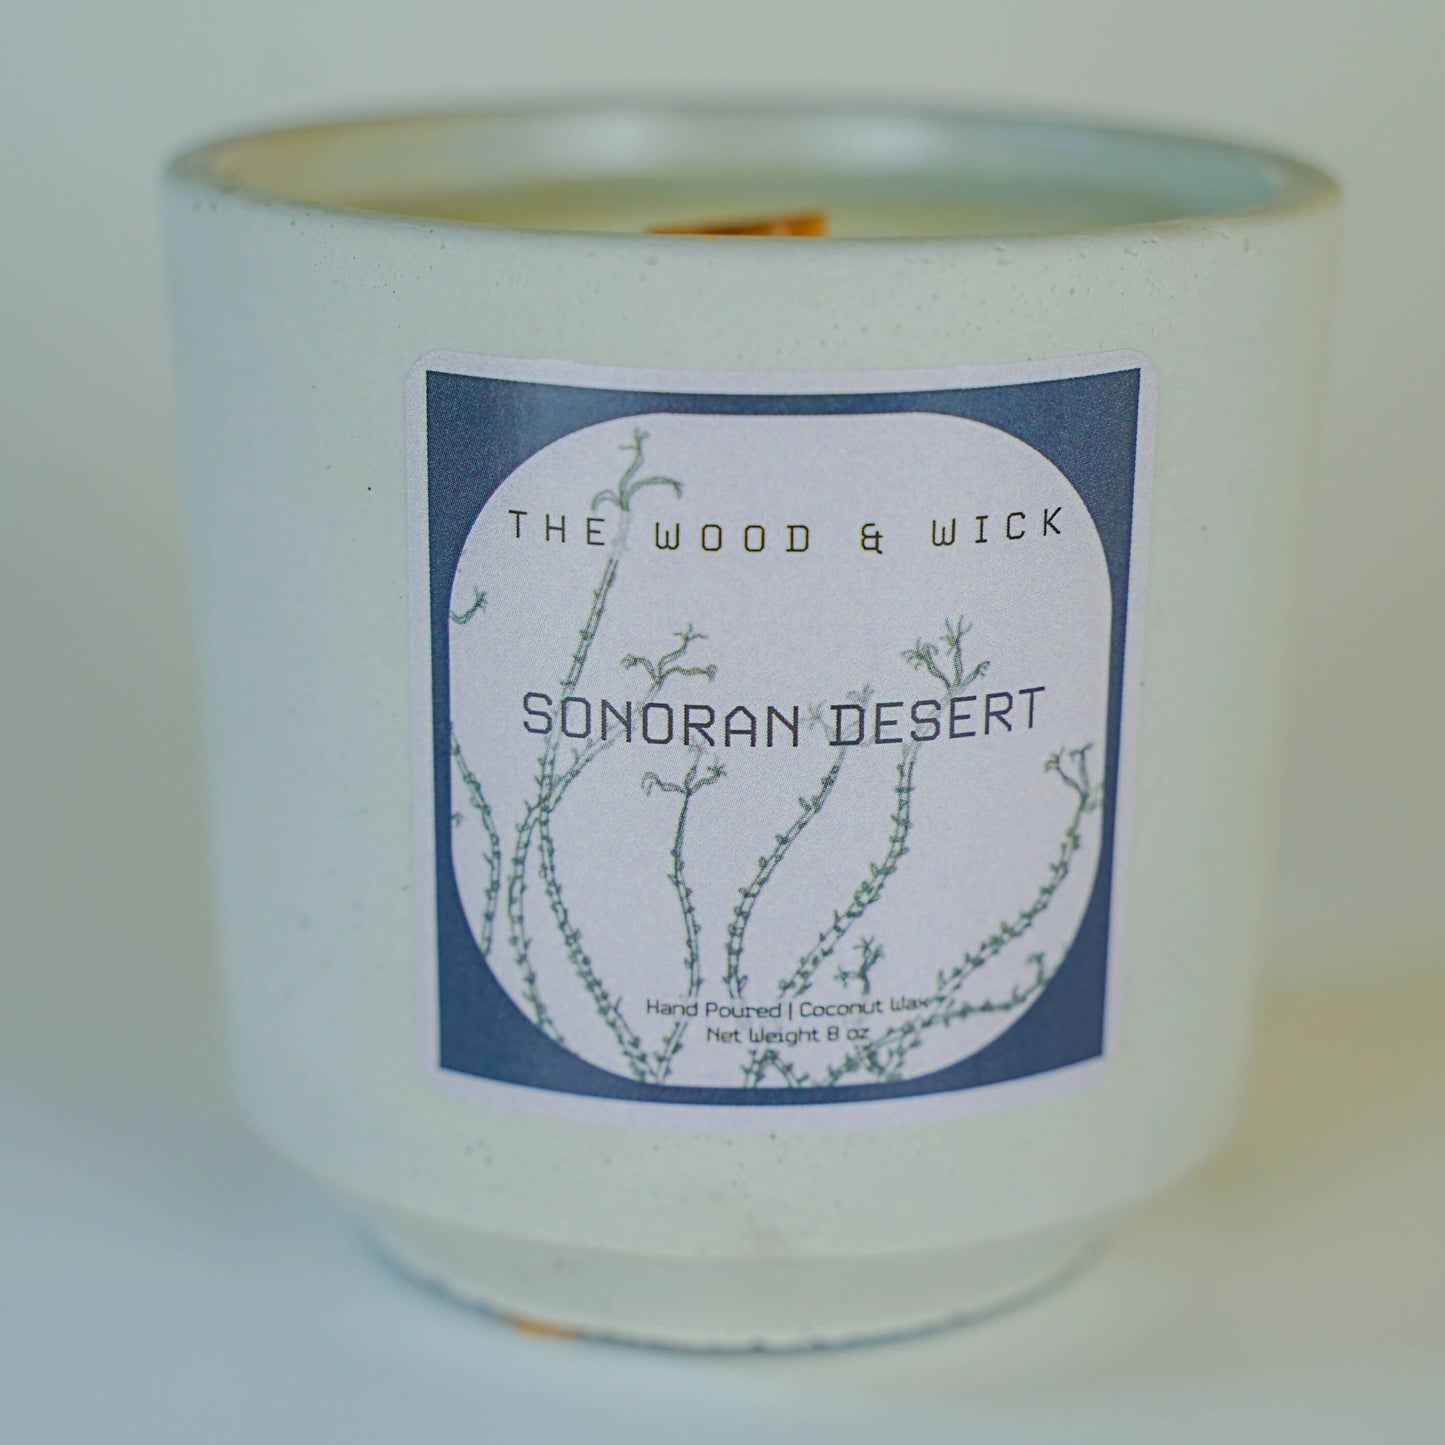 THE WOOD & WICK
SONORAN DESERT
Hand Poured | Coconut Wax
Net Weight 8 oz